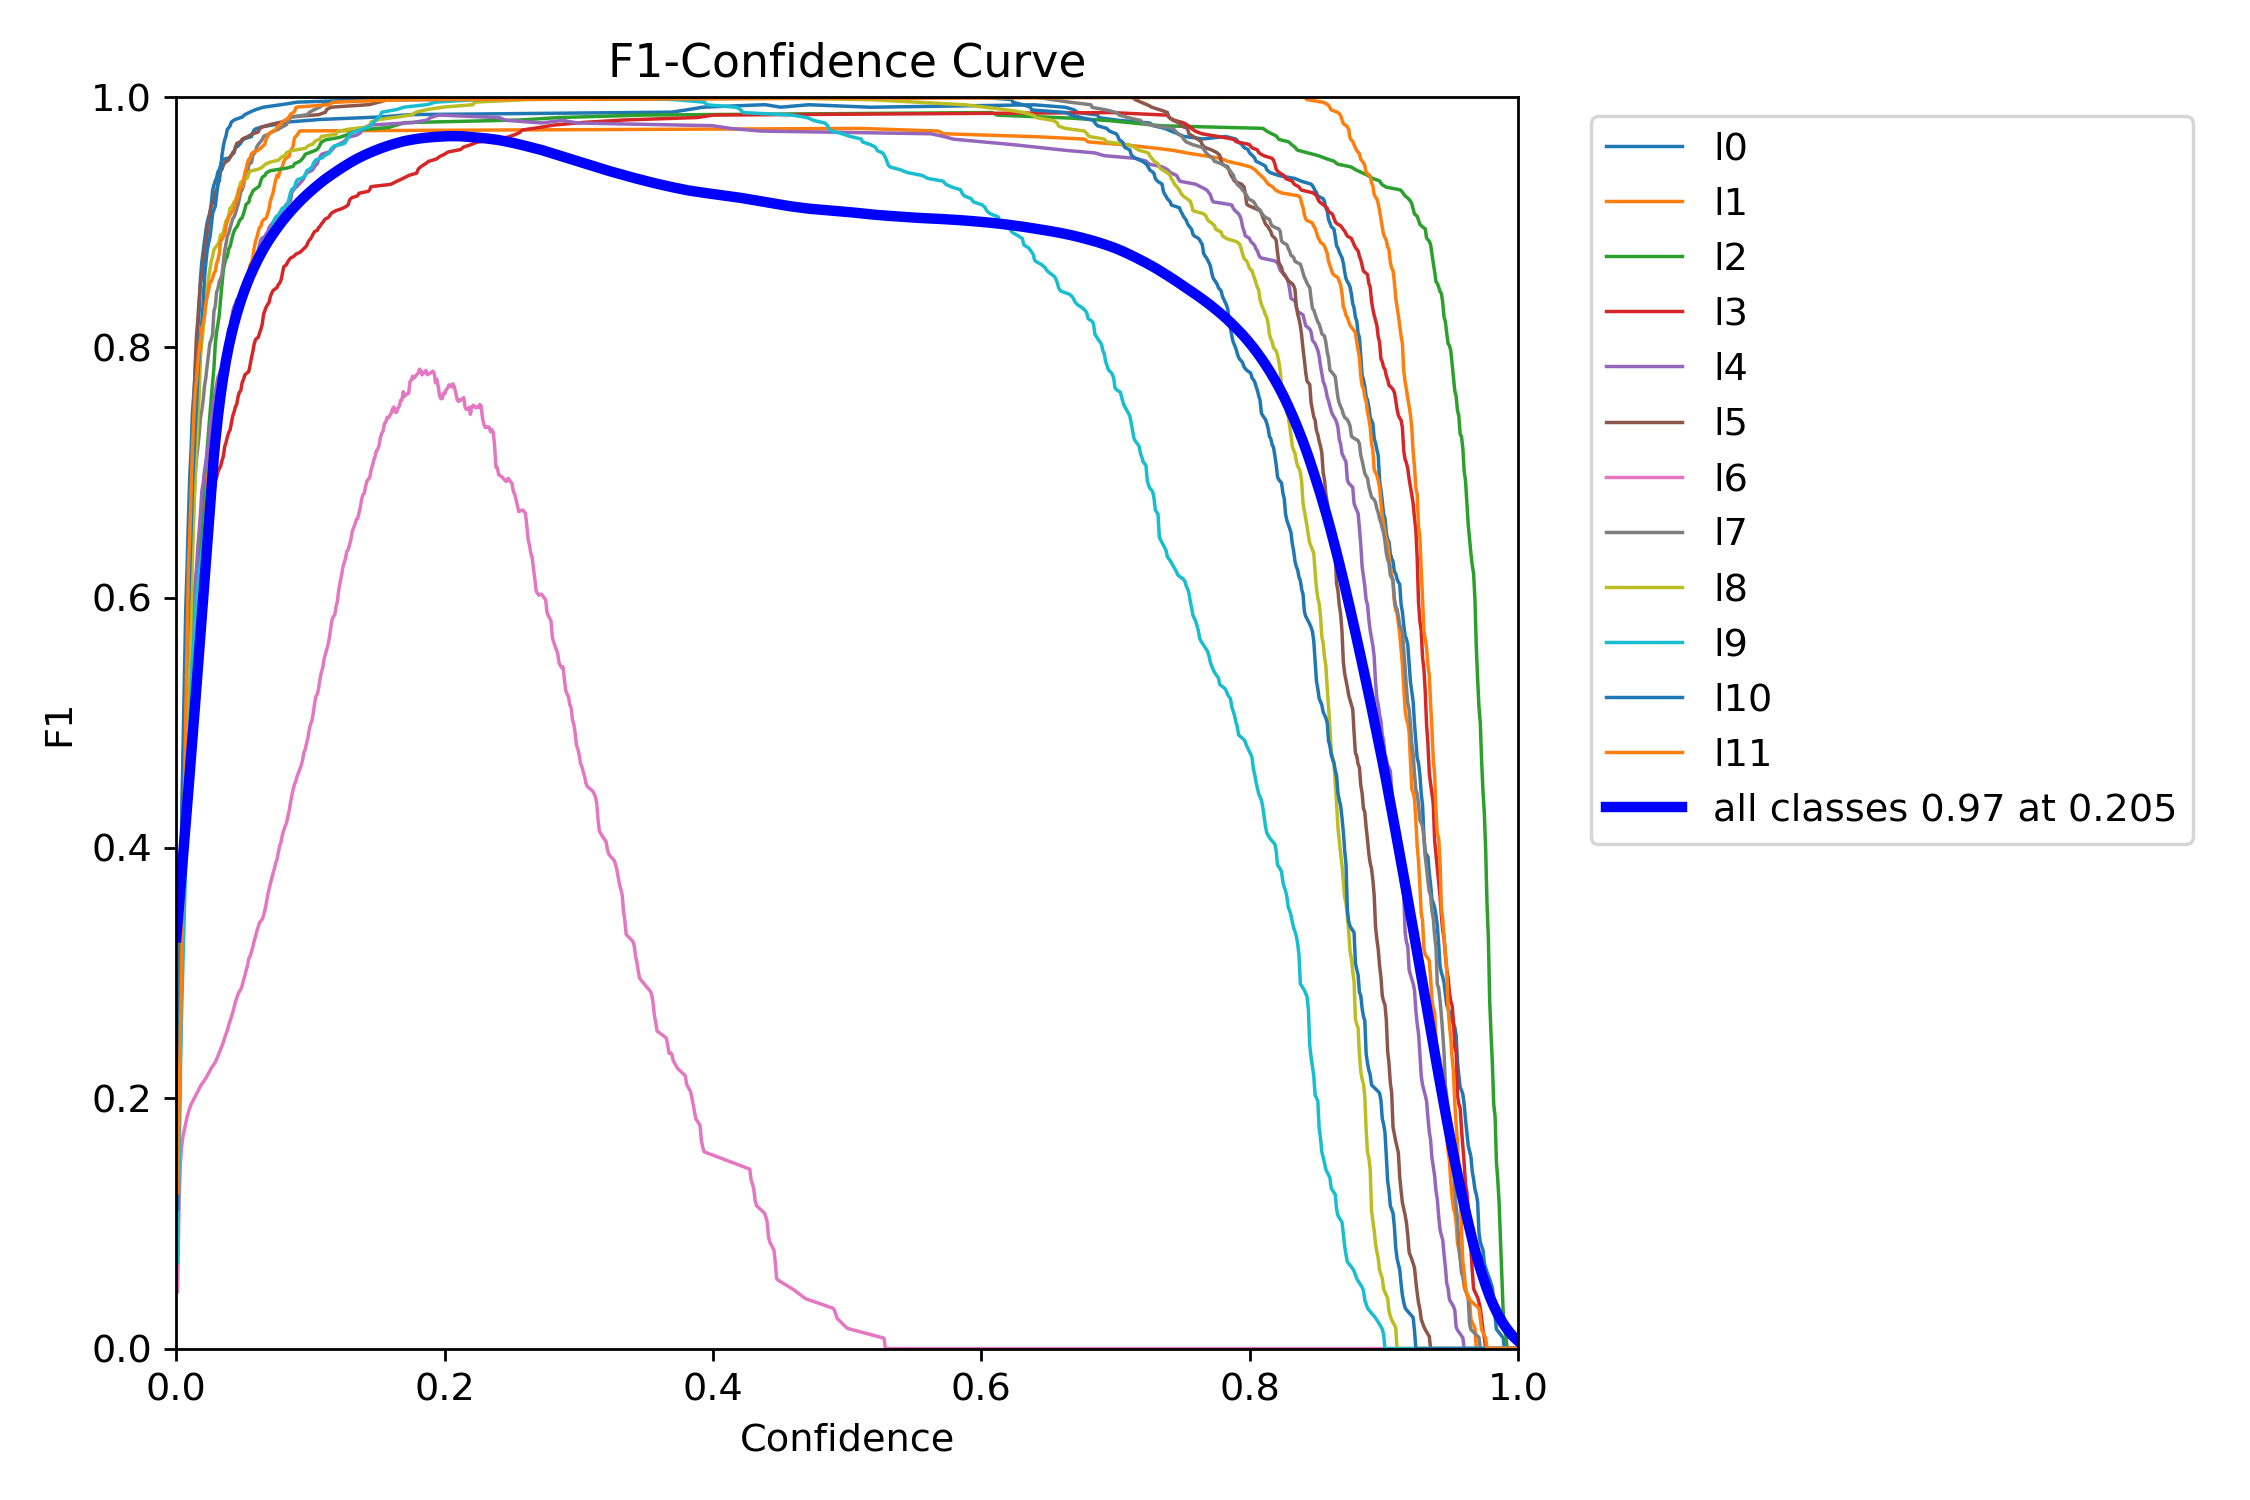 F1-Confidence Curve
1.0
0.8
0.6
0.4
0.2
0.0
F1
0.0 0.2 0.4 0.6 0.8 1.0
Confidence
l0
l1
l2
l3
l4
l5
l6
l7
l8
l9
l10
l11
all classes 0.97 at 0.205